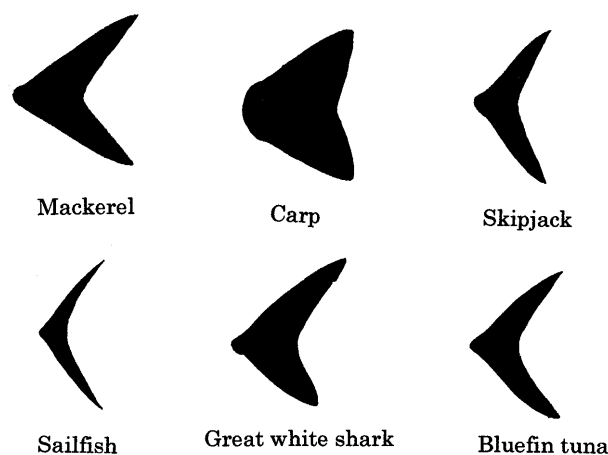 Mackerel
Carp
Skipjack
Sailfish
Great white shark
Bluefin tuna